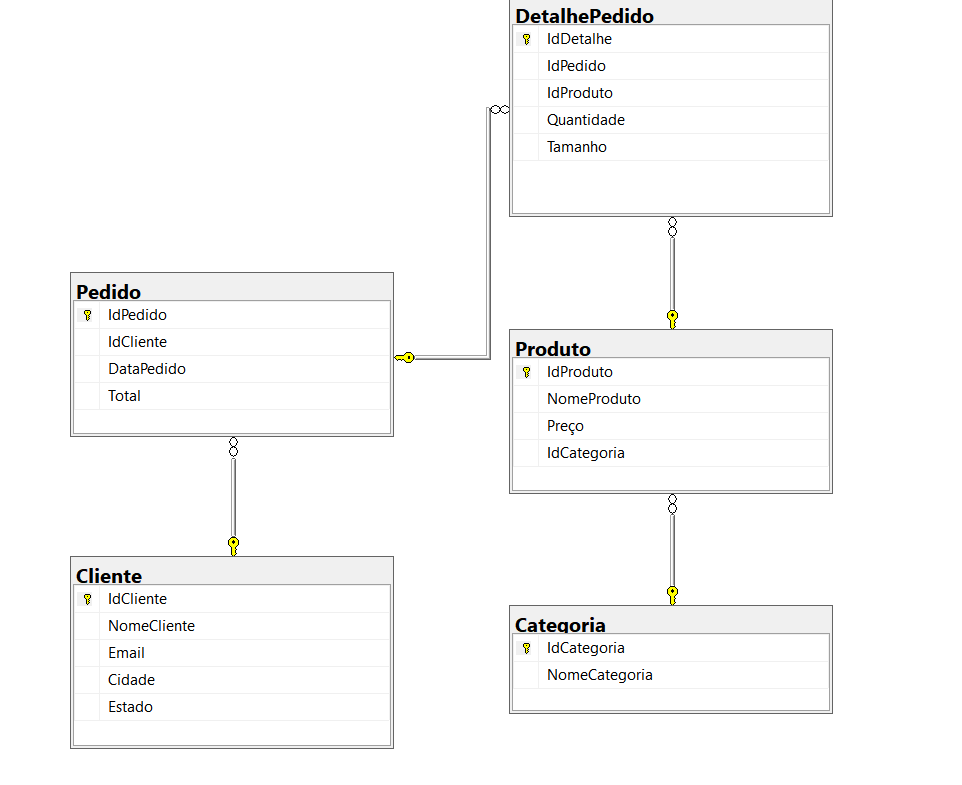 DetalhePedido
IdDetalhe
IdPedido
IdProduto
Quantidade
Tamanho
Pedido
IdPedido
IdCliente
DataPedido
Total
Produto
IdProduto
NomeProduto
Preço
IdCategoria
Cliente
IdCliente
NomeCliente
Email
Cidade
Estado
Categoria
IdCategoria
NomeCategoria